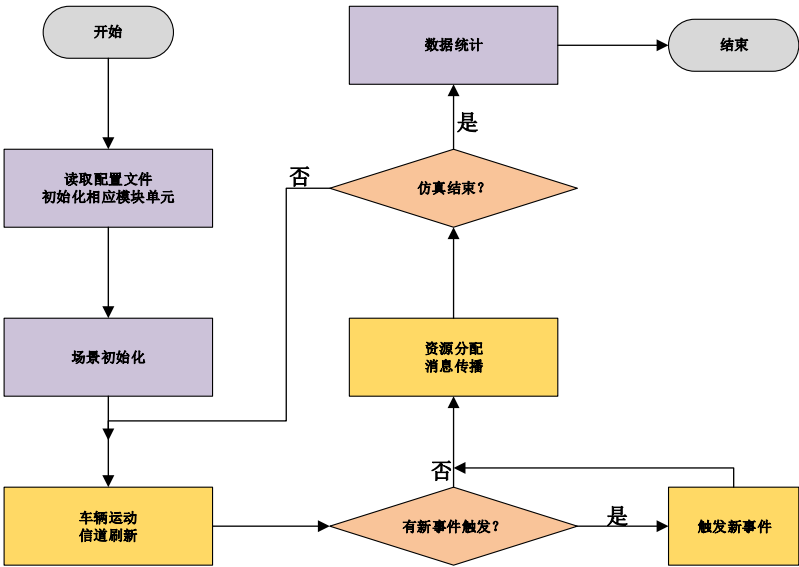 开始
读取配置文件
初始化相应模块单元
场景初始化
车辆运动
信道刷新
有新事件触发？
是
触发新事件
否
资源分配
消息传播
仿真结束？
否
是
数据统计
结束